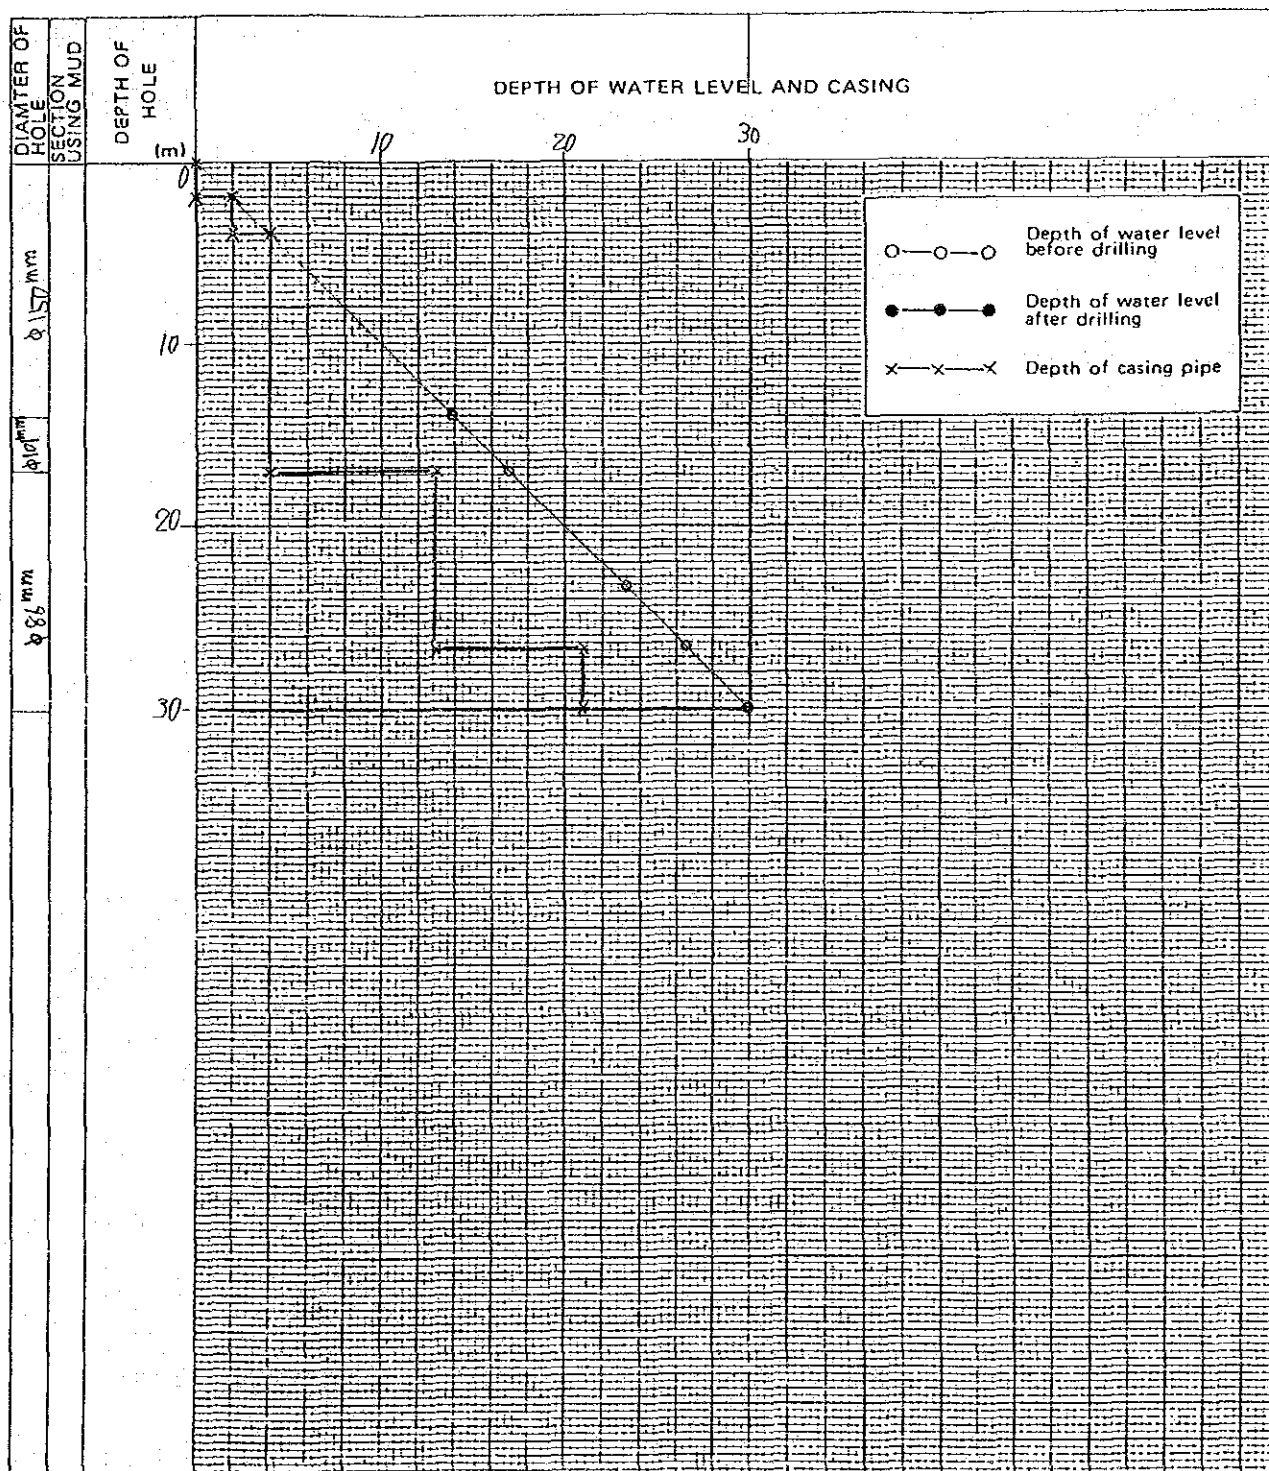 DIAMTER OF
HOLE
SECTION
USING MUD
DEPTH OF
HOLE
(m)
DEPTH OF WATER LEVEL AND CASING
10
20
30
0
10
20
30
Depth of water level
before drilling
Depth of water level
after drilling
Depth of casing pipe
φ150mm
φ101mm
φ86mm